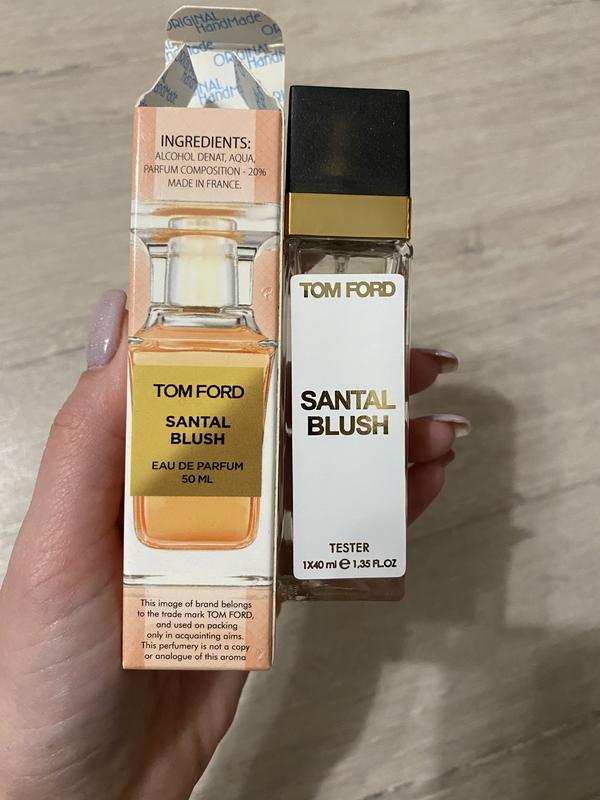 ORIGINAL
HandMade
ORIGINAL
INGREDIENTS:
ALCOHOL DENAT, AQUA,
PARFUM COMPOSITION - 20%
MADE IN FRANCE.
TOM FORD
SANTAL
BLUSH
EAU DE PARFUM
50 ML
This image of brand belongs
to the trade mark TOM FORD,
and used on packing
only in acquainting aims.
This perfumery is not a copy
or analogue of this aroma
TOM FORD
SANTAL
BLUSH
TESTER
1X40 ml e 1,35 FL.OZ